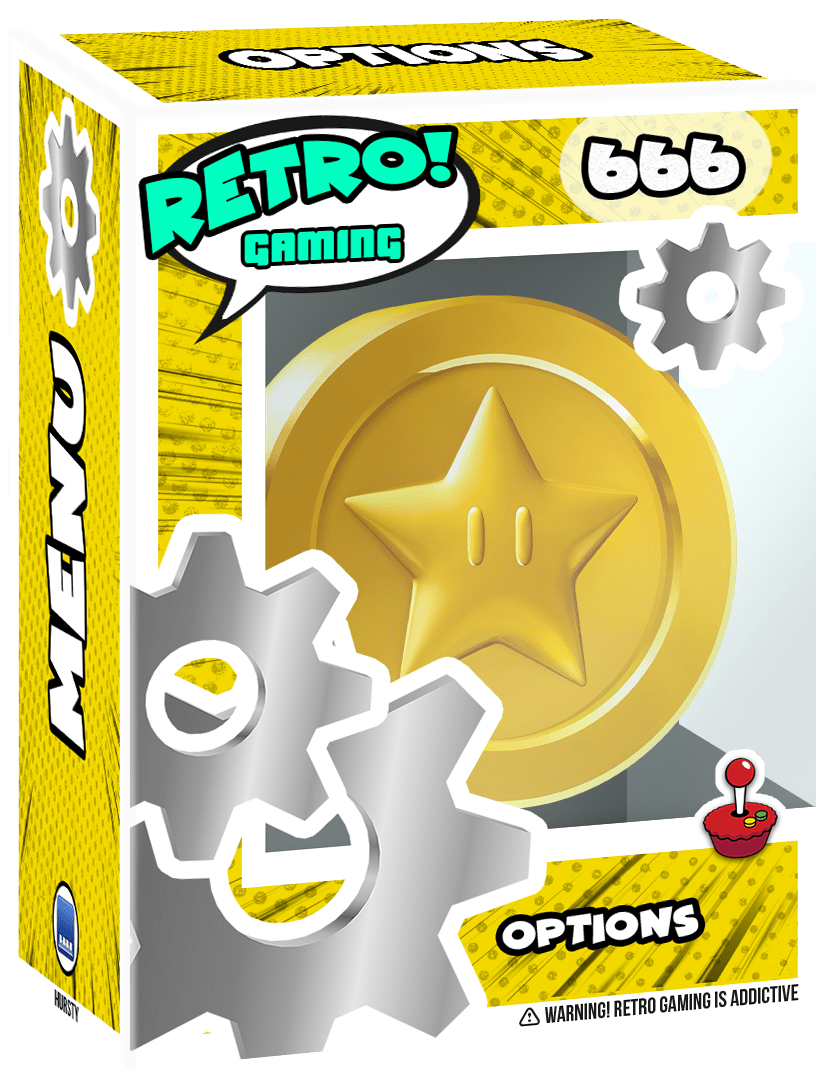 OPTIONS
RETRO!
GAMING
666
MENU
OPTIONS
HURSTY
⚠ WARNING! RETRO GAMING IS ADDICTIVE